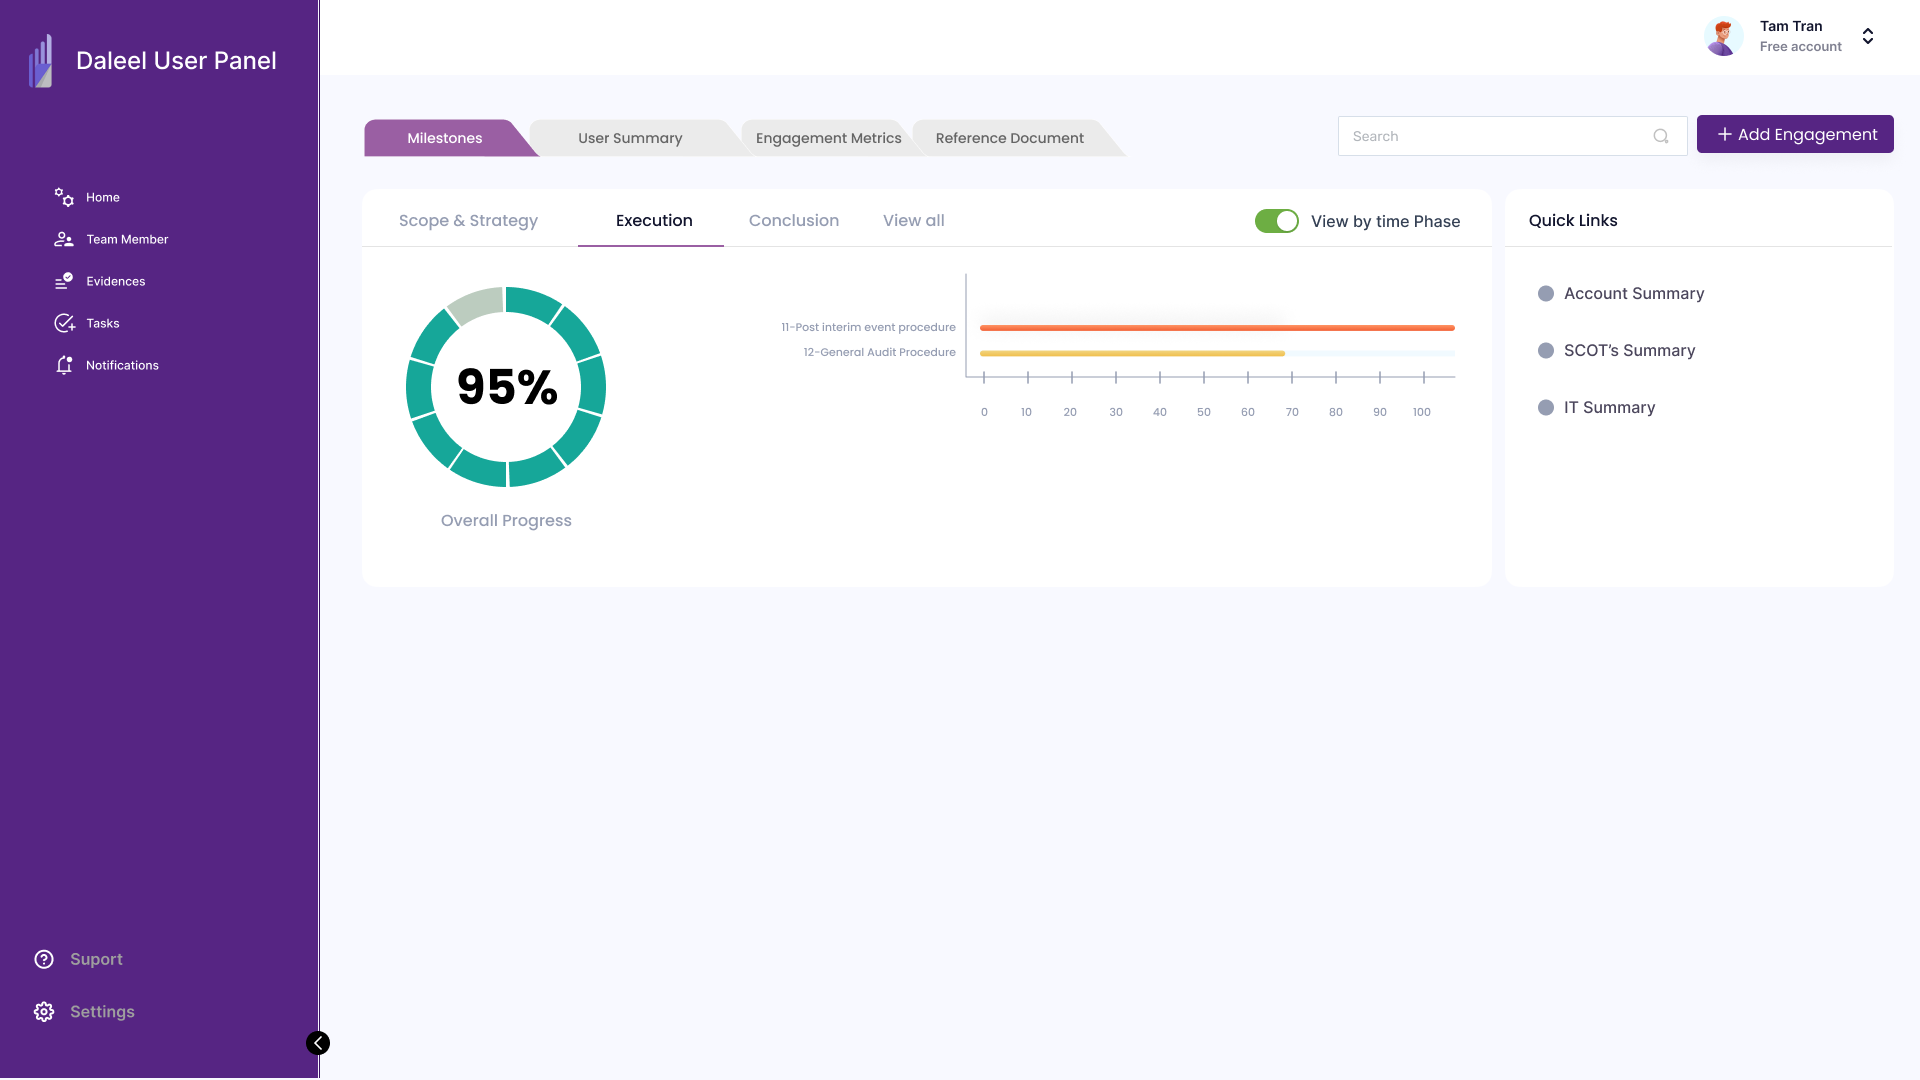 Daleel User Panel
Tam Tran
Free account
Milestones
User Summary
Engagement Metrics
Reference Document
Search
Add Engagement
Home
Team Member
Evidences
Tasks
Notifications
Scope & Strategy
Execution
Conclusion
View all
View by time Phase
Quick Links
95%
Overall Progress
11-Post interim event procedure
12-General Audit Procedure
0 10 20 30 40 50 60 70 80 90 100
Account Summary
SCOT’s Summary
IT Summary
Suport
Settings